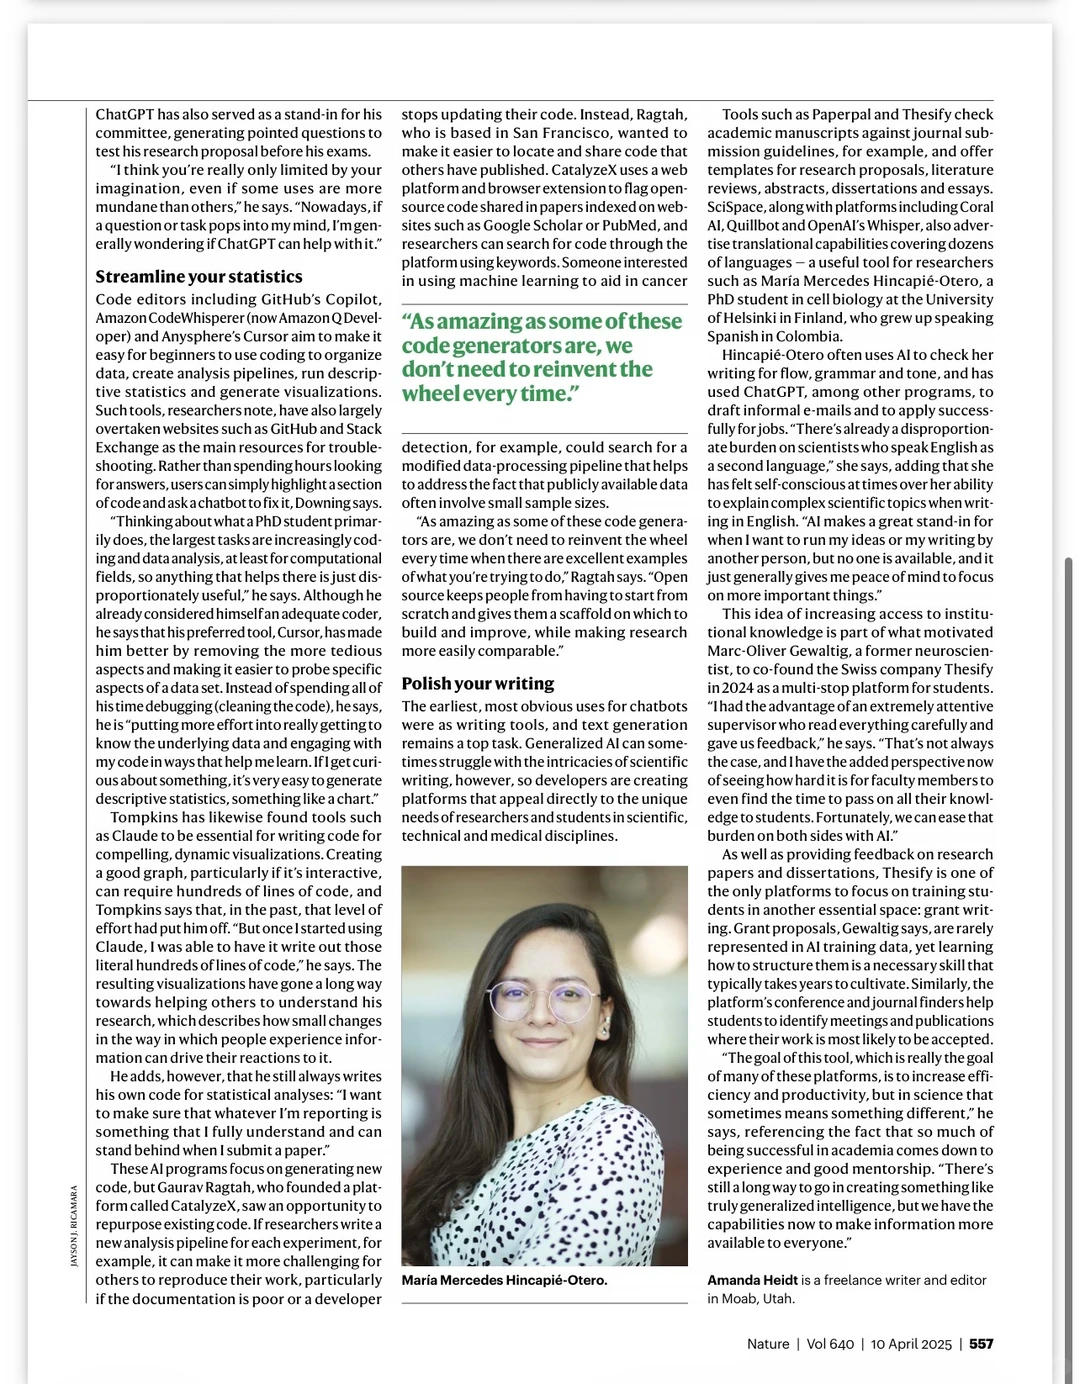 ChatGPT has also served as a stand-in for his
committee, generating pointed questions to
test his research proposal before his exams.
“I think you’re really only limited by your
imagination, even if some uses are more
mundane than others,” he says. “Nowadays, if
a question or task pops into my mind, I’m gen-
erally wondering if ChatGPT can help with it.”
Streamline your statistics
Code editors including GitHub’s Copilot,
Amazon CodeWhisperer (now Amazon Q Devel-
oper) and Anysphere’s Cursor aim to make it
easy for beginners to use coding to organize
data, create analysis pipelines, run descrip-
tive statistics and generate visualizations.
Such tools, researchers note, have also largely
overtaken websites such as GitHub and Stack
Exchange as the main resources for trouble-
shooting. Rather than spending hours looking
for answers, users can simply highlight a section
of code and ask a chatbot to fix it, Downing says.
“Thinking about what a PhD student primar-
ily does, the largest tasks are increasingly cod-
ing and data analysis, at least for computational
fields, so anything that helps there is just dis-
proportionately useful,” he says. Although he
already considered himself an adequate coder,
he says that his preferred tool, Cursor, has made
him better by removing the more tedious
aspects and making it easier to probe specific
aspects of a data set. Instead of spending all of
his time debugging (cleaning the code), he says,
he is “putting more effort into really getting to
know the underlying data and engaging with
my code in ways that help me learn. If I get curi-
ous about something, it’s very easy to generate
descriptive statistics, something like a chart.”
Tompkins has likewise found tools such
as Claude to be essential for writing code for
compelling, dynamic visualizations. Creating
a good graph, particularly if it’s interactive,
can require hundreds of lines of code, and
Tompkins says that, in the past, that level of
effort had put him off. “But once I started using
Claude, I was able to have it write out those
literal hundreds of lines of code,” he says. The
resulting visualizations have gone a long way
towards helping others to understand his
research, which describes how small changes
in the way in which people experience infor-
mation can drive their reactions to it.
He adds, however, that he still always writes
his own code for statistical analyses: “I want
to make sure that whatever I’m reporting is
something that I fully understand and can
stand behind when I submit a paper.”
These AI programs focus on generating new
code, but Gaurav Ragtah, who founded a plat-
form called CatalyzeX, saw an opportunity to
repurpose existing code. If researchers write a
new analysis pipeline for each experiment, for
example, it can make it more challenging for
others to reproduce their work, particularly
if the documentation is poor or a developer
JAYSON J. RICAMARA
stops updating their code. Instead, Ragtah,
who is based in San Francisco, wanted to
make it easier to locate and share code that
others have published. CatalyzeX uses a web
platform and browser extension to flag open-
source code shared in papers indexed on web-
sites such as Google Scholar or PubMed, and
researchers can search for code through the
platform using keywords. Someone interested
in using machine learning to aid in cancer
“As amazing as some of these
code generators are, we
don’t need to reinvent the
wheel every time.”
detection, for example, could search for a
modified data-processing pipeline that helps
to address the fact that publicly available data
often involve small sample sizes.
“As amazing as some of these code genera-
tors are, we don’t need to reinvent the wheel
every time when there are excellent examples
of what you’re trying to do,” Ragtah says. “Open
source keeps people from having to start from
scratch and gives them a scaffold on which to
build and improve, while making research
more easily comparable.”
Polish your writing
The earliest, most obvious uses for chatbots
were as writing tools, and text generation
remains a top task. Generalized AI can some-
times struggle with the intricacies of scientific
writing, however, so developers are creating
platforms that appeal directly to the unique
needs of researchers and students in scientific,
technical and medical disciplines.
María Mercedes Hincapié-Otero.
Tools such as Paperpal and Thesify check
academic manuscripts against journal sub-
mission guidelines, for example, and offer
templates for research proposals, literature
reviews, abstracts, dissertations and essays.
SciSpace, along with platforms including Coral
AI, Quillbot and OpenAI’s Whisper, also adver-
tise translational capabilities covering dozens
of languages — a useful tool for researchers
such as María Mercedes Hincapié-Otero, a
PhD student in cell biology at the University
of Helsinki in Finland, who grew up speaking
Spanish in Colombia.
Hincapié-Otero often uses AI to check her
writing for flow, grammar and tone, and has
used ChatGPT, among other programs, to
draft informal e-mails and to apply success-
fully for jobs. “There’s already a disproportion-
ate burden on scientists who speak English as
a second language,” she says, adding that she
has felt self-conscious at times over her ability
to explain complex scientific topics when writ-
ing in English. “AI makes a great stand-in for
when I want to run my ideas or my writing by
another person, but no one is available, and it
just generally gives me peace of mind to focus
on more important things.”
This idea of increasing access to institu-
tional knowledge is part of what motivated
Marc-Oliver Gewaltig, a former neuroscien-
tist, to co-found the Swiss company Thesify
in 2024 as a multi-stop platform for students.
“I had the advantage of an extremely attentive
supervisor who read everything carefully and
gave us feedback,” he says. “That’s not always
the case, and I have the added perspective now
of seeing how hard it is for faculty members to
even find the time to pass on all their knowl-
edge to students. Fortunately, we can ease that
burden on both sides with AI.”
As well as providing feedback on research
papers and dissertations, Thesify is one of
the only platforms to focus on training stu-
dents in another essential space: grant writ-
ing. Grant proposals, Gewaltig says, are rarely
represented in AI training data, yet learning
how to structure them is a necessary skill that
typically takes years to cultivate. Similarly, the
platform’s conference and journal finders help
students to identify meetings and publications
where their work is most likely to be accepted.
“The goal of this tool, which is really the goal
of many of these platforms, is to increase effi-
ciency and productivity, but in science that
sometimes means something different,” he
says, referencing the fact that so much of
being successful in academia comes down to
experience and good mentorship. “There’s
still a long way to go in creating something like
truly generalized intelligence, but we have the
capabilities now to make information more
available to everyone.”
Amanda Heidt is a freelance writer and editor
in Moab, Utah.
Nature | Vol 640 | 10 April 2025 | 557